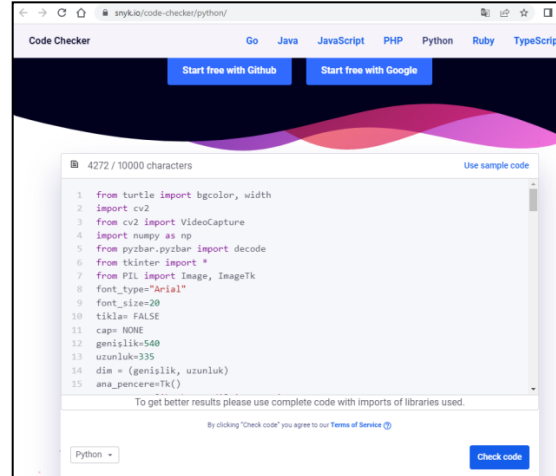 snyk.io/code-checker/python/
Code Checker Go Java JavaScript PHP Python Ruby TypeScrip
Start free with Github Start free with Google
4272 / 10000 characters Use sample code
1 from turtle import bgcolor, width
2 import cv2
3 from cv2 import VideoCapture
4 import numpy as np
5 from pyzbar.pyzbar import decode
6 from tkinter import *
7 from PIL import Image, ImageTk
8 font_type="Arial"
9 font_size=20
10 tikla= FALSE
11 cap= NONE
12 genişlik=540
13 uzunluk=335
14 dim = (genişlik, uzunluk)
15 ana_pencere=Tk()
To get better results please use complete code with imports of libraries used.
By clicking "Check code" you agree to our Terms of Service
Python Check code